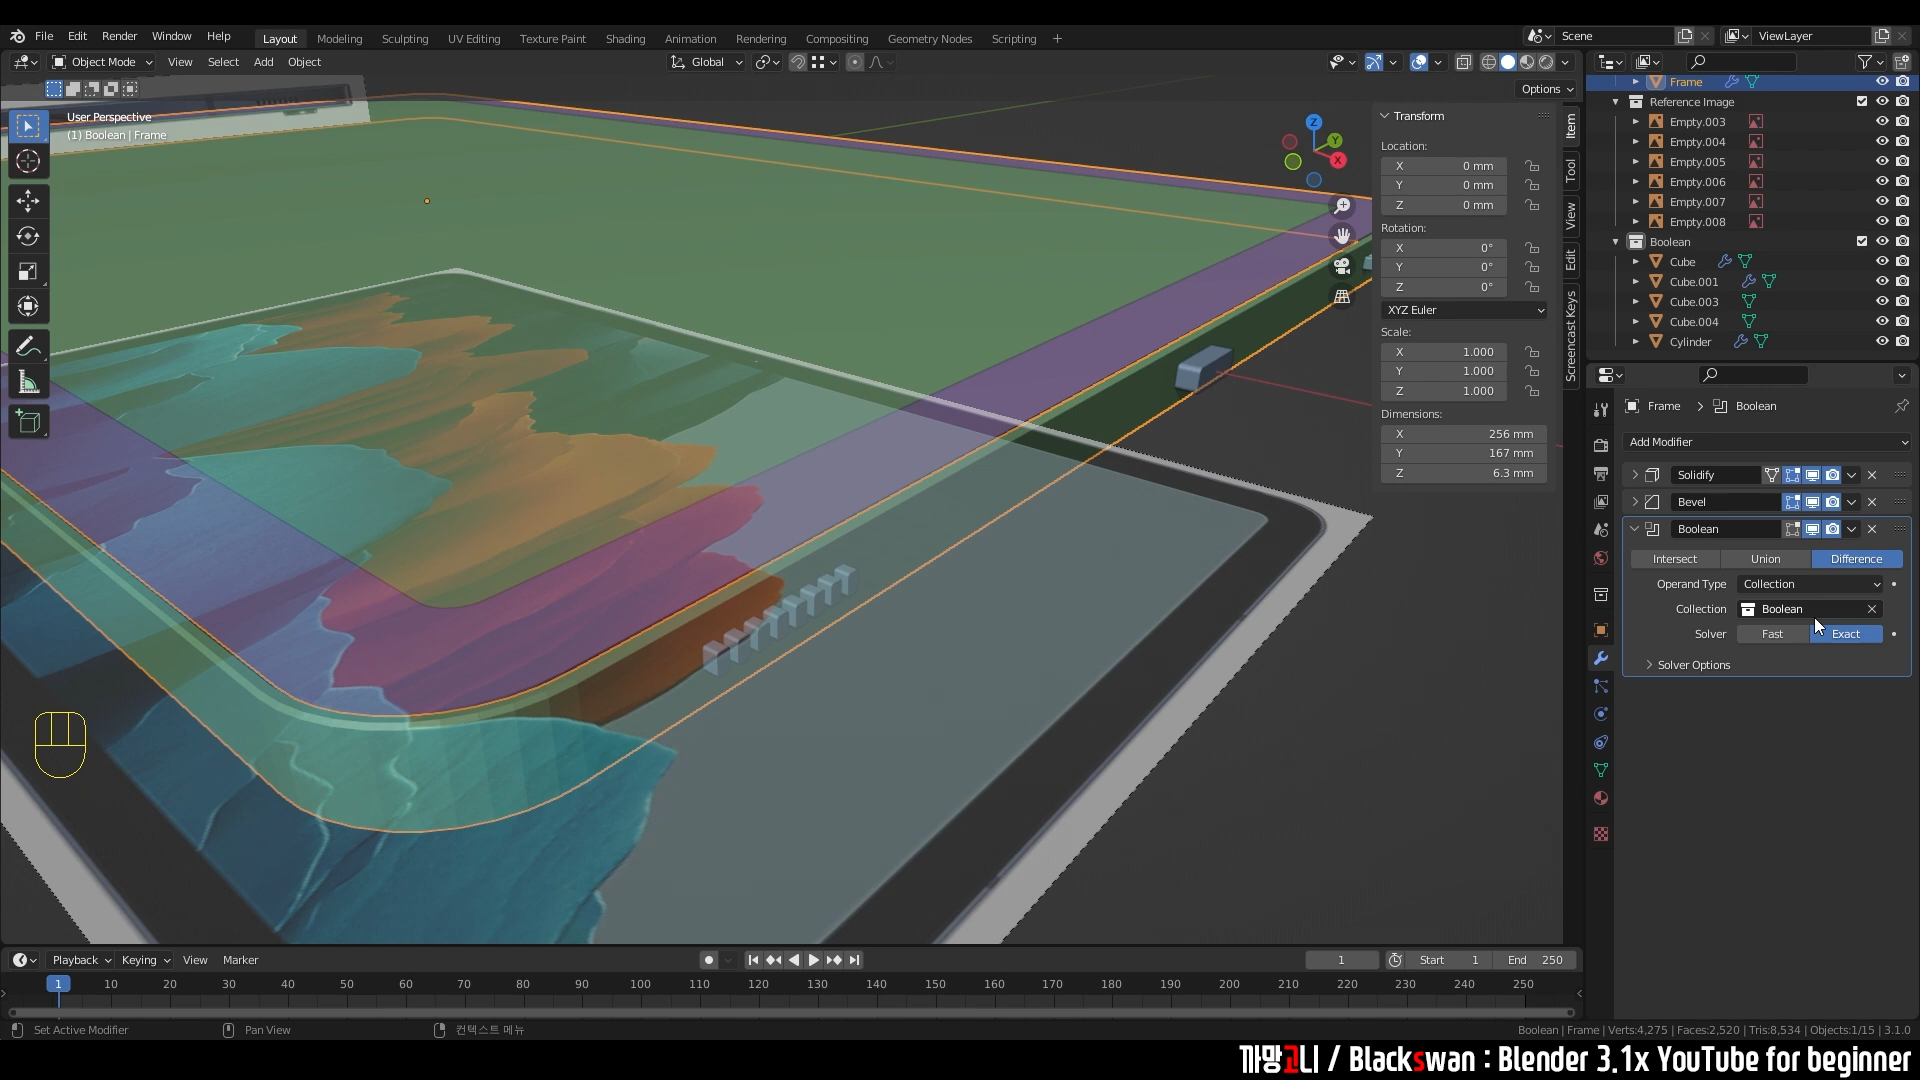 File Edit Render Window Help Layout Modeling Sculpting UV Editing Texture Paint Shading Animation Rendering Compositing Geometry Nodes Scripting + Scene ViewLayer
Object Mode View Select Add Object Global
Options
User Perspective
(1) Boolean | Frame
Z
Y
X
Transform
Location:
X 0 mm
Y 0 mm
Z 0 mm
Rotation:
X 0°
Y 0°
Z 0°
XYZ Euler
Scale:
X 1.000
Y 1.000
Z 1.000
Dimensions:
X 256 mm
Y 167 mm
Z 6.3 mm
Item
Tool
View
Edit
Screencast Keys
Frame
Reference Image
Empty.003
Empty.004
Empty.005
Empty.006
Empty.007
Empty.008
Boolean
Cube
Cube.001
Cube.003
Cube.004
Cylinder
Frame > Boolean
Add Modifier
Solidify
Bevel
Boolean
Intersect Union Difference
Operand Type Collection
Collection Boolean
Solver Fast Exact
Solver Options
Playback Keying View Marker 1 Start 1 End 250
1 10 20 30 40 50 60 70 80 90 100 110 120 130 140 150 160 170 180 190 200 210 220 230 240 250
Set Active Modifier Pan View 컨텍스트 메뉴 Boolean | Frame | Verts:4,275 | Faces:2,520 | Tris:8,534 | Objects:1/15 | 3.1.0
까망고니 / Blackswan : Blender 3.1x YouTube for beginner